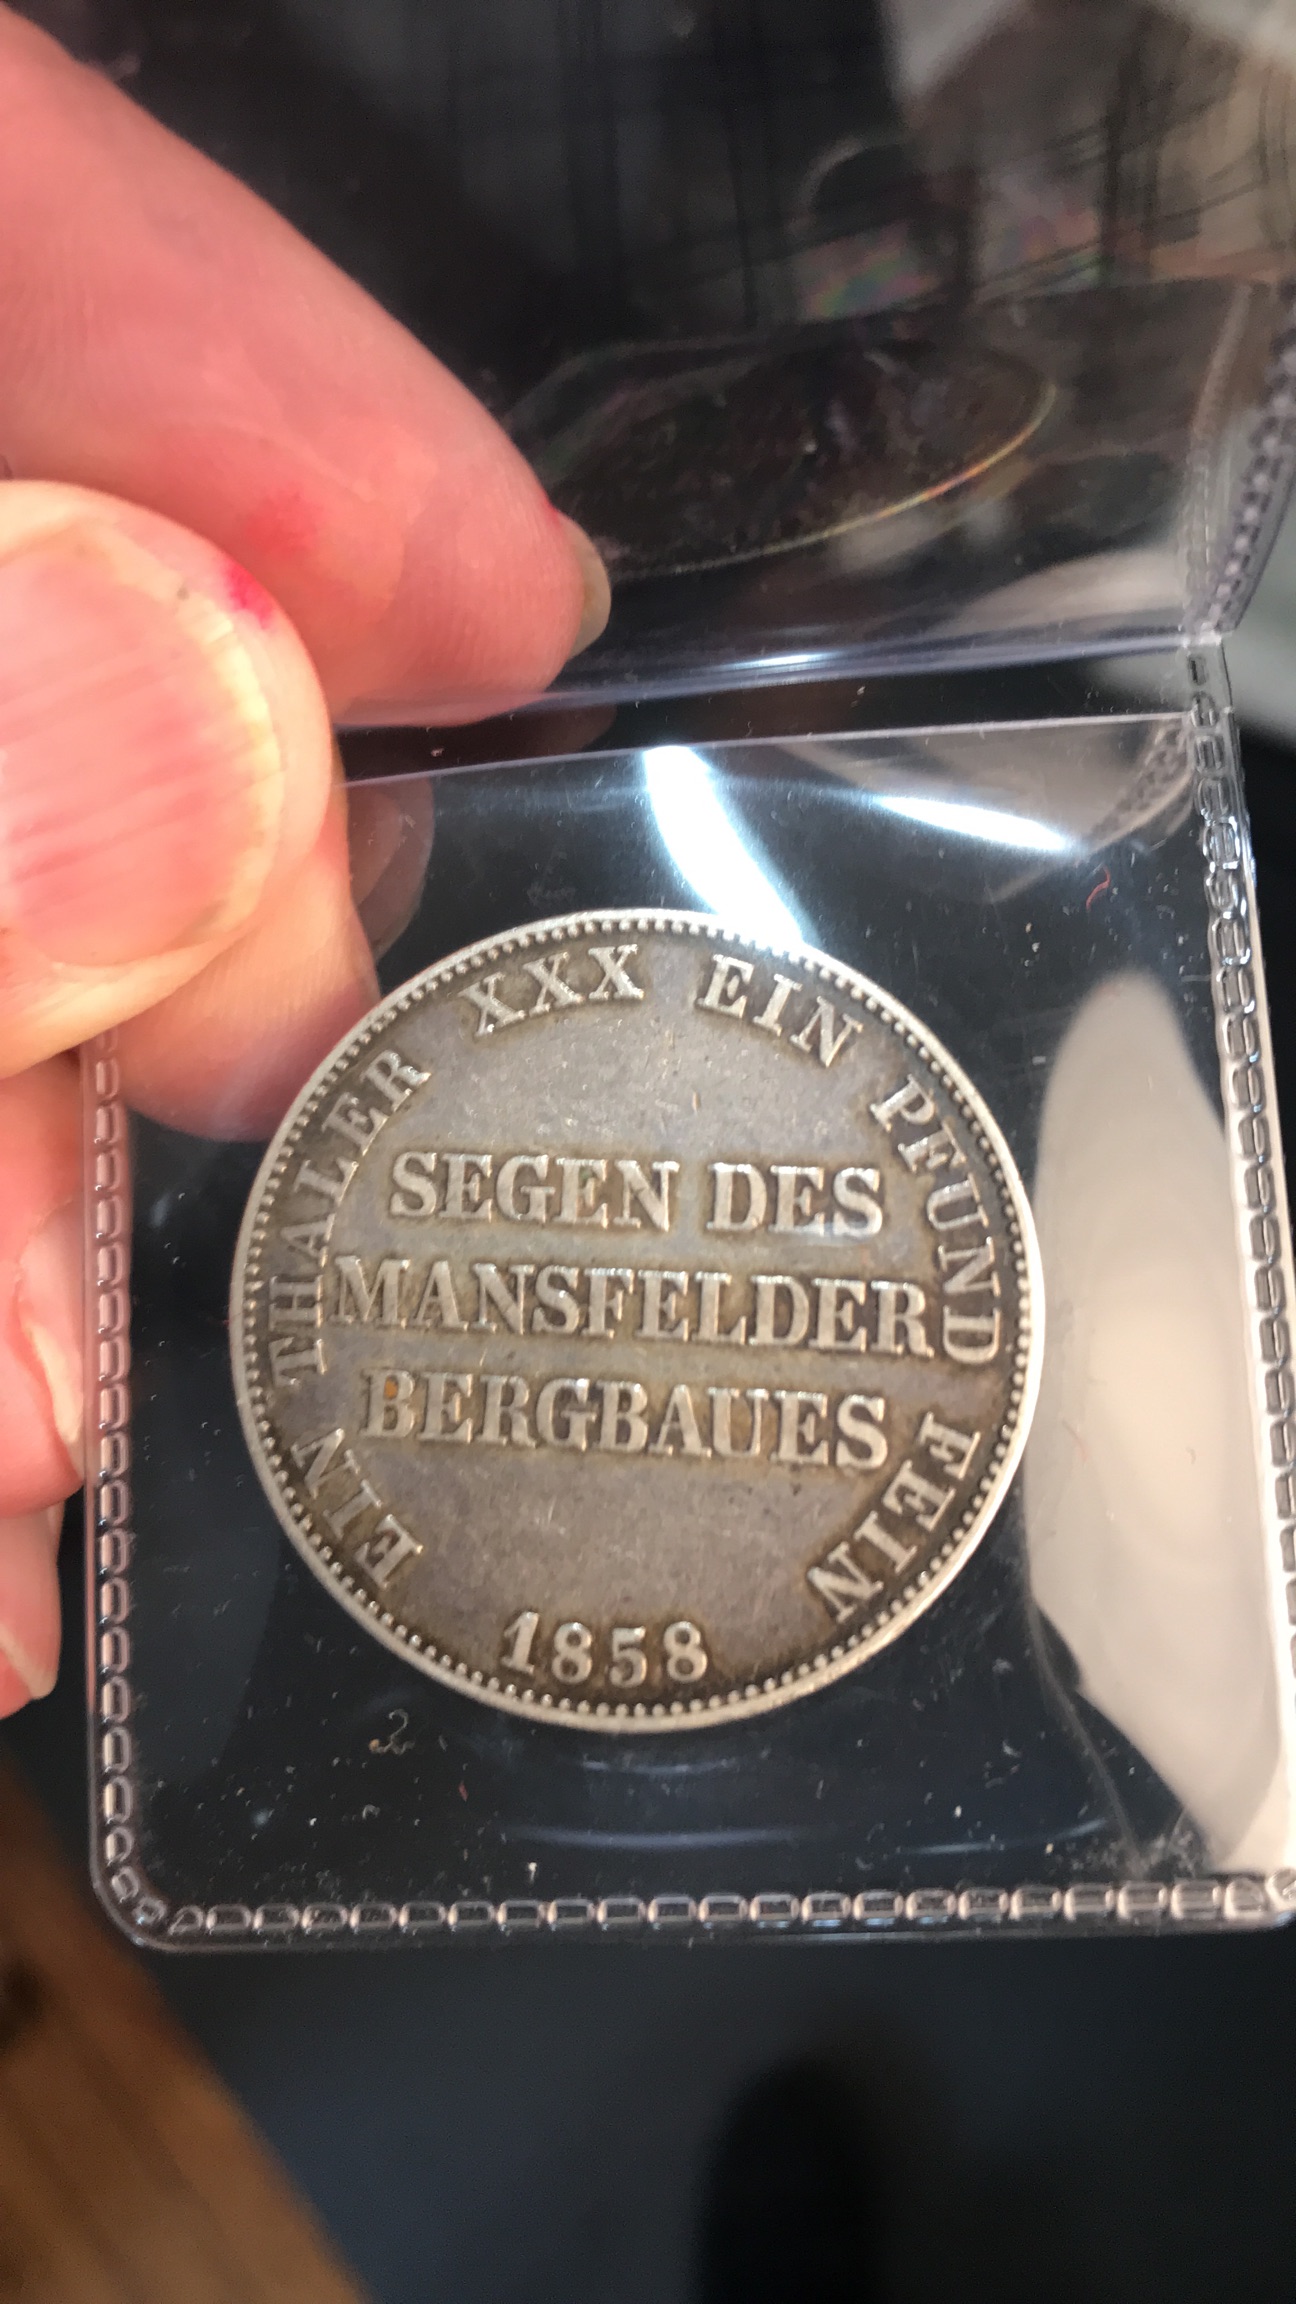 EIN THALER XXX EIN PFUND FEIN
SEGEN DES
MANSFELDER
BERGBAUES
1858